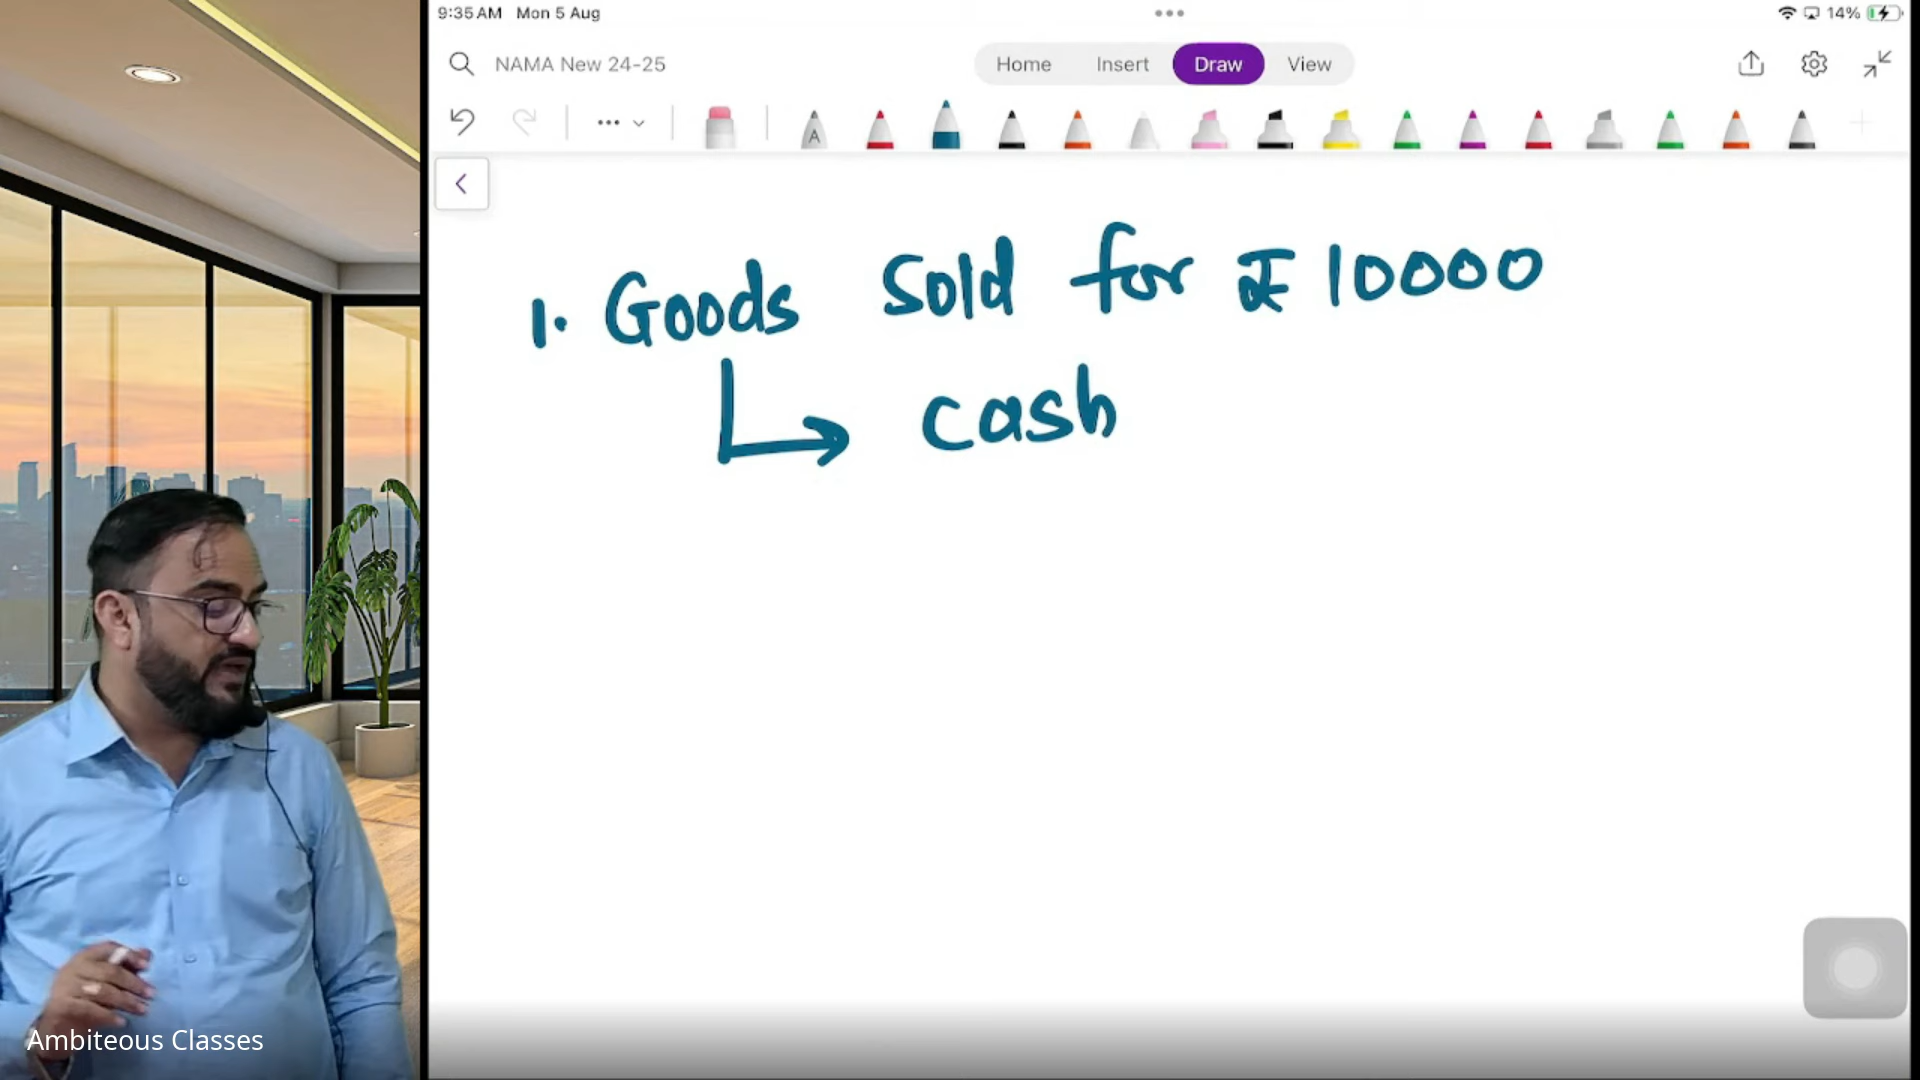 9:35 AM Mon 5 Aug
14%
NAMA New 24-25
Home Insert Draw View
A
1. Goods Sold for ₹ 10000
cash
Ambiteous Classes